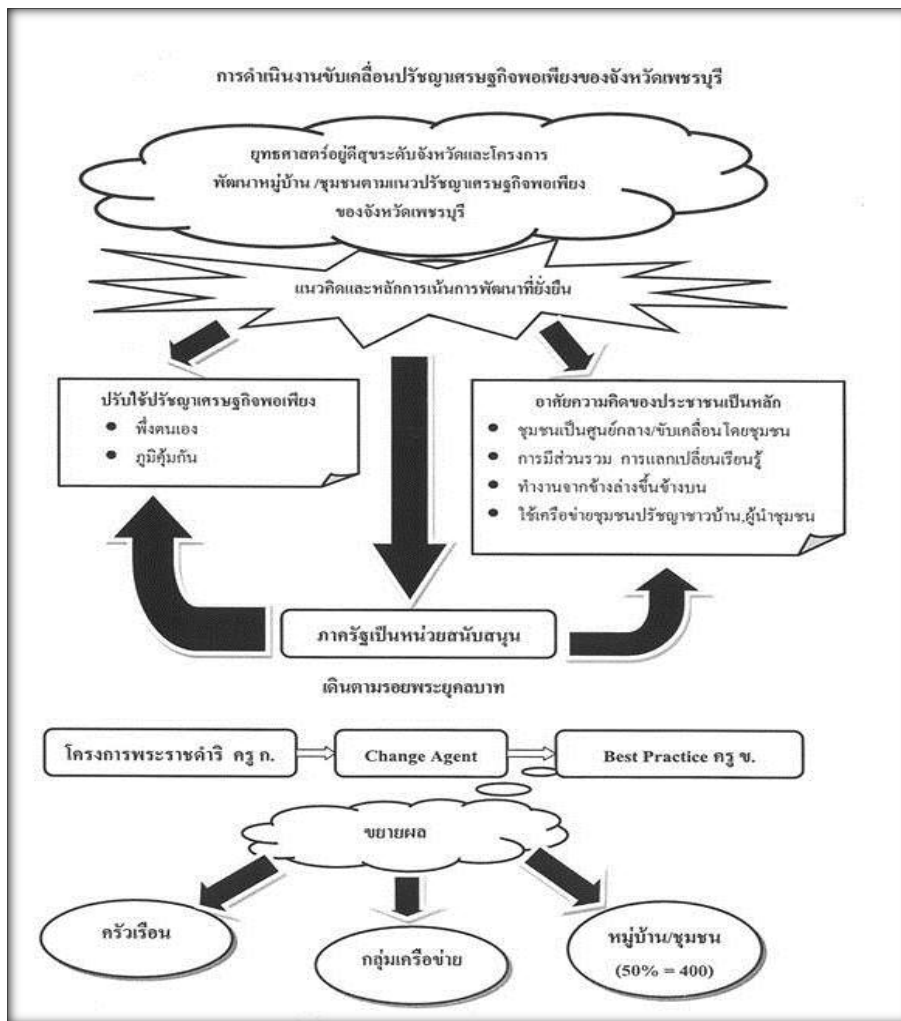 การดำเนินงานขับเคลื่อนปรัชญาเศรษฐกิจพอเพียงของจังหวัดเพชรบุรี
ยุทธศาสตร์อยู่ดีสุขระดับจังหวัดและโครงการ
พัฒนาหมู่บ้าน /ชุมชนตามแนวปรัชญาเศรษฐกิจพอเพียง
ของจังหวัดเพชรบุรี
แนวคิดและหลักการเน้นการพัฒนาที่ยั่งยืน
ปรับใช้ปรัชญาเศรษฐกิจพอเพียง
● พึ่งตนเอง
● ภูมิคุ้มกัน
อาศัยความคิดของประชาชนเป็นหลัก
● ชุมชนเป็นศูนย์กลาง/ขับเคลื่อนโดยชุมชน
● การมีส่วนรวม การแลกเปลี่ยนเรียนรู้
● ทำงานจากข้างล่างขึ้นข้างบน
● ใช้เครือข่ายชุมชนปรัชญาชาวบ้าน,ผู้นำชุมชน
ภาครัฐเป็นหน่วยสนับสนุน
เดินตามรอยพระยุคลบาท
โครงการพระราชดำริ ครู ก.
Change Agent
Best Practice ครู ข.
ขยายผล
ครัวเรือน
กลุ่มเครือข่าย
หมู่บ้าน/ชุมชน
(50% = 400)